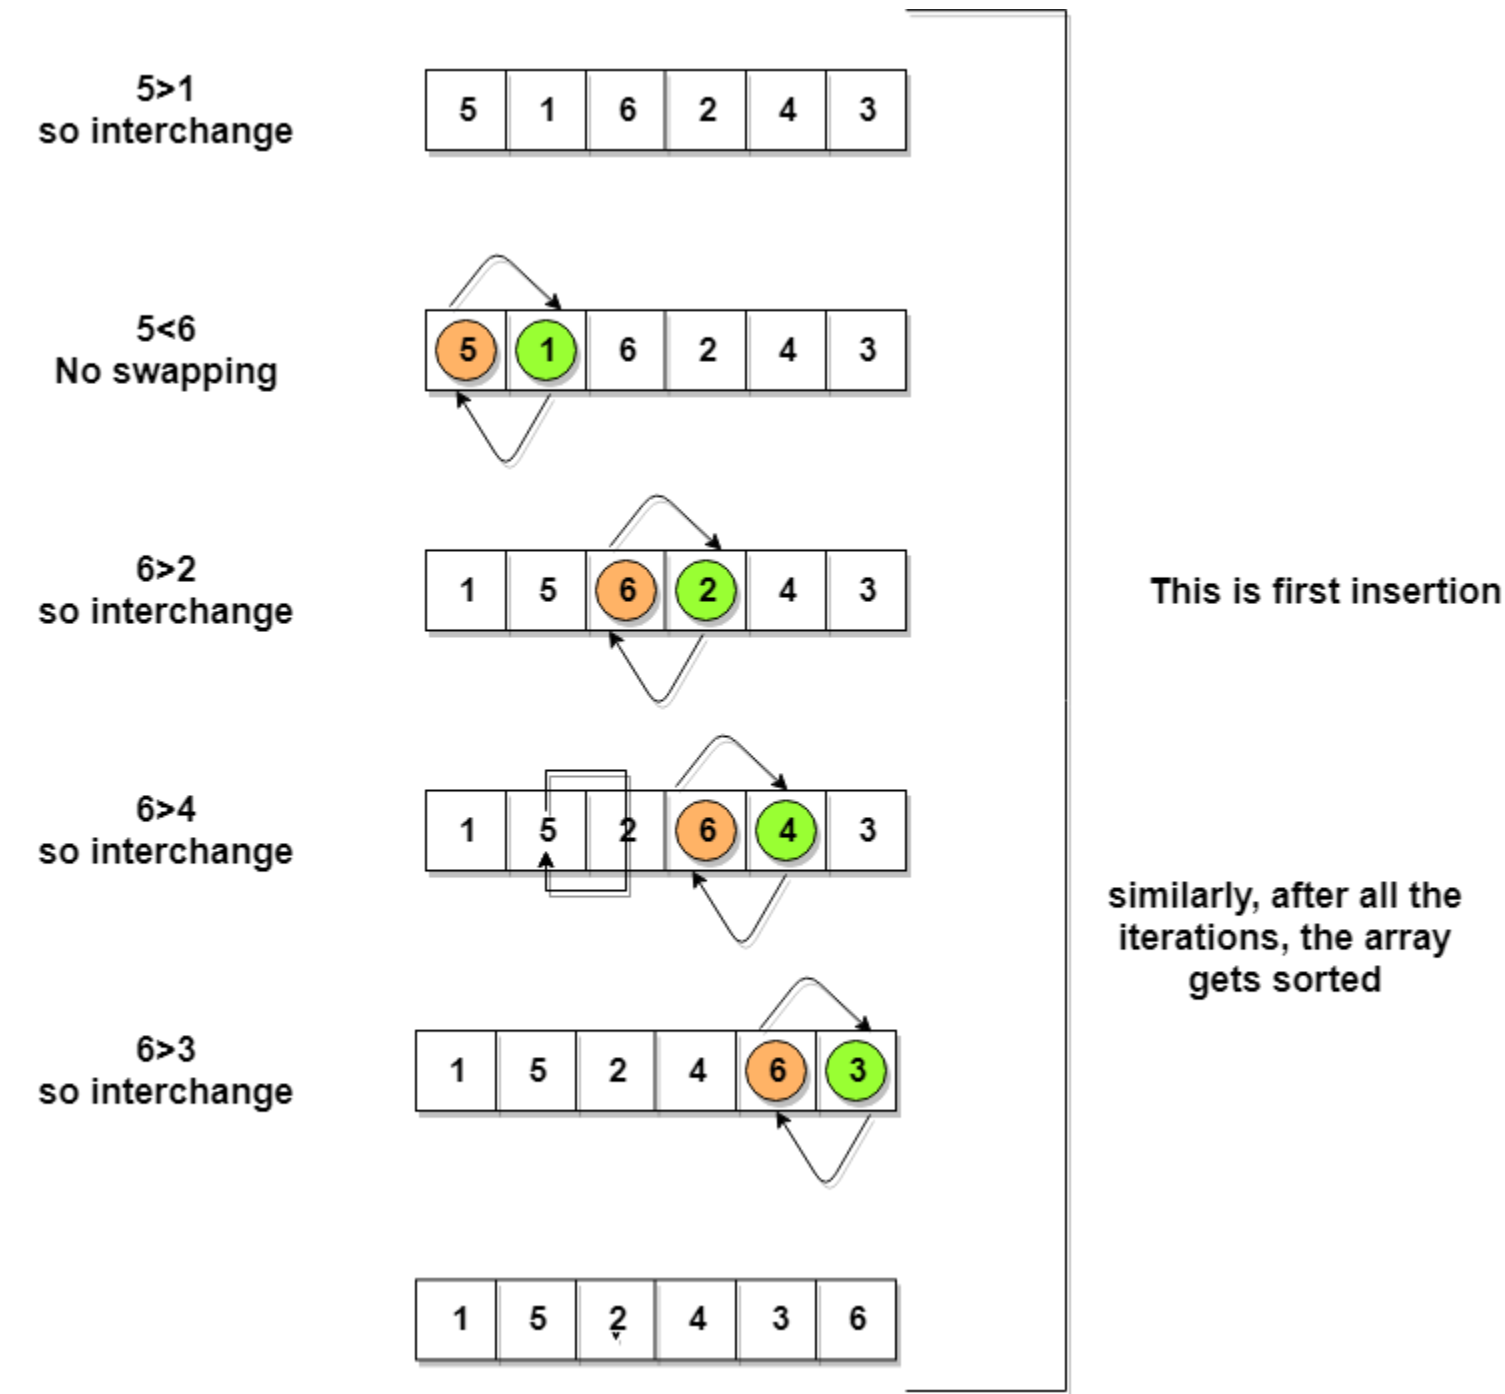 5>1
so interchange
5 1 6 2 4 3
5<6
No swapping
5 1 6 2 4 3
6>2
so interchange
1 5 6 2 4 3
This is first insertion
6>4
so interchange
1 5 2 6 4 3
similarly, after all the
iterations, the array
gets sorted
6>3
so interchange
1 5 2 4 6 3
1 5 2 4 3 6